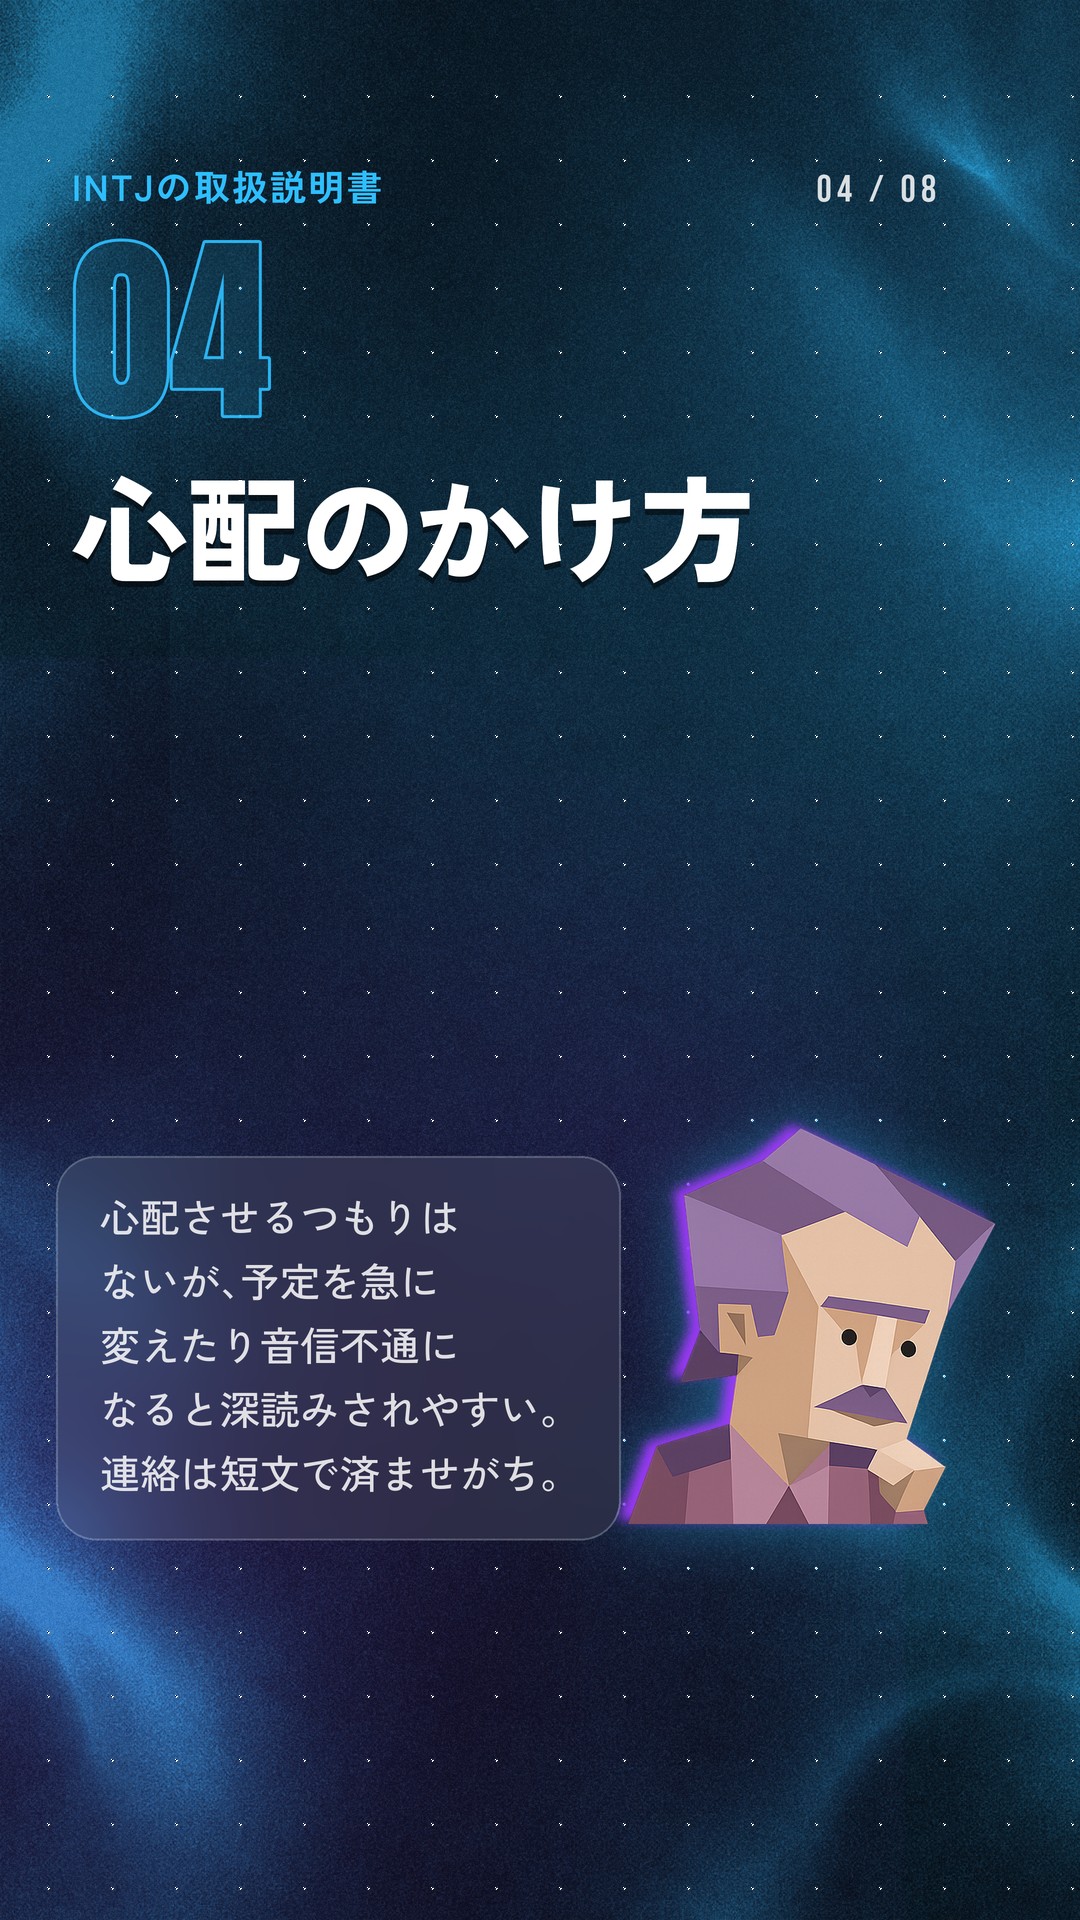 INTJの取扱説明書
04 / 08
04
心配のかけ方
心配させるつもりは
ないが、予定を急に
変えたり音信不通に
なると深読みされやすい。
連絡は短文で済ませがち。